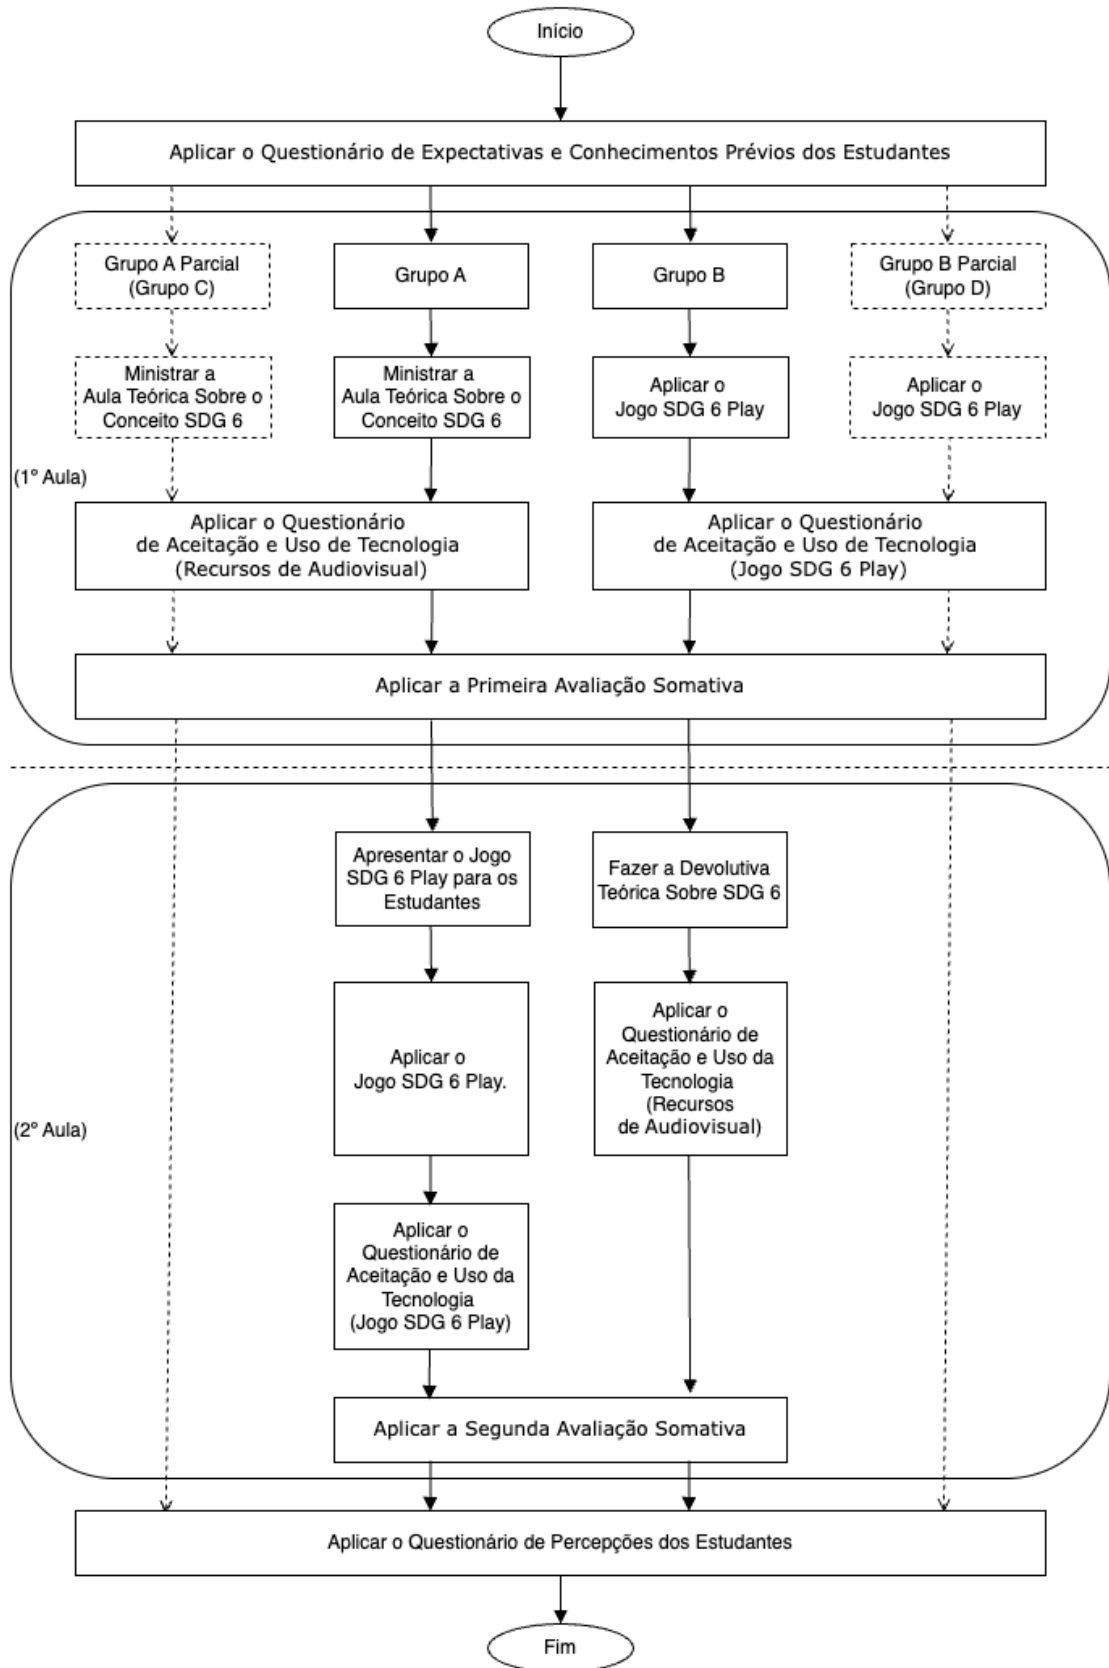 Início
Aplicar o Questionário de Expectativas e Conhecimentos Prévios dos Estudantes
Grupo A Parcial
(Grupo C)
Grupo A
Grupo B
Grupo B Parcial
(Grupo D)
Ministrar a
Aula Teórica Sobre o
Conceito SDG 6
Ministrar a
Aula Teórica Sobre o
Conceito SDG 6
Aplicar o
Jogo SDG 6 Play
Aplicar o
Jogo SDG 6 Play
(1º Aula)
Aplicar o Questionário
de Aceitação e Uso de Tecnologia
(Recursos de Audiovisual)
Aplicar o Questionário
de Aceitação e Uso de Tecnologia
(Jogo SDG 6 Play)
Aplicar a Primeira Avaliação Somativa
Apresentar o Jogo
SDG 6 Play para os
Estudantes
Fazer a Devolutiva
Teórica Sobre SDG 6
Aplicar o
Jogo SDG 6 Play.
Aplicar o
Questionário de
Aceitação e Uso da
Tecnologia
(Recursos
de Audiovisual)
(2º Aula)
Aplicar o
Questionário de
Aceitação e Uso da
Tecnologia
(Jogo SDG 6 Play)
Aplicar a Segunda Avaliação Somativa
Aplicar o Questionário de Percepções dos Estudantes
Fim